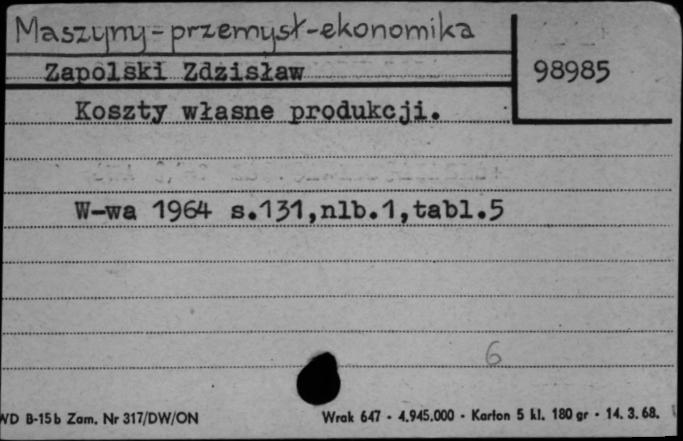 Maszyny-przemysł-ekonomika
Zapolski Zdzisław
98985
Koszty własne produkcji.
W-wa 1964 s.131,nlb.1,tabl.5
6
WD B-15b Zam. Nr 317/DW/ON
Wrak 647 - 4.945.000 - Karton 5 kl. 180 gr - 14. 3. 68.